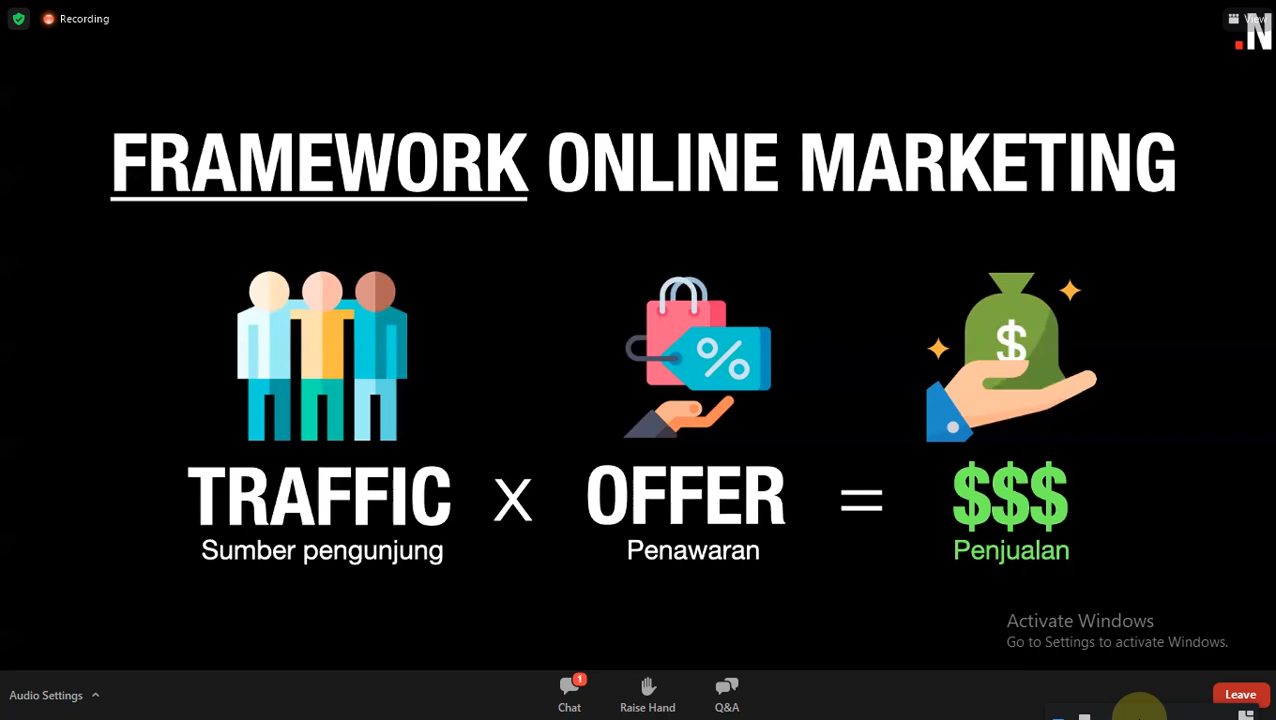 Recording
View
.N
FRAMEWORK ONLINE MARKETING
%
$
TRAFFIC x OFFER = $$$
Sumber pengunjung Penawaran Penjualan
Activate Windows
Go to Settings to activate Windows.
1
Audio Settings Chat Raise Hand Q&A Leave